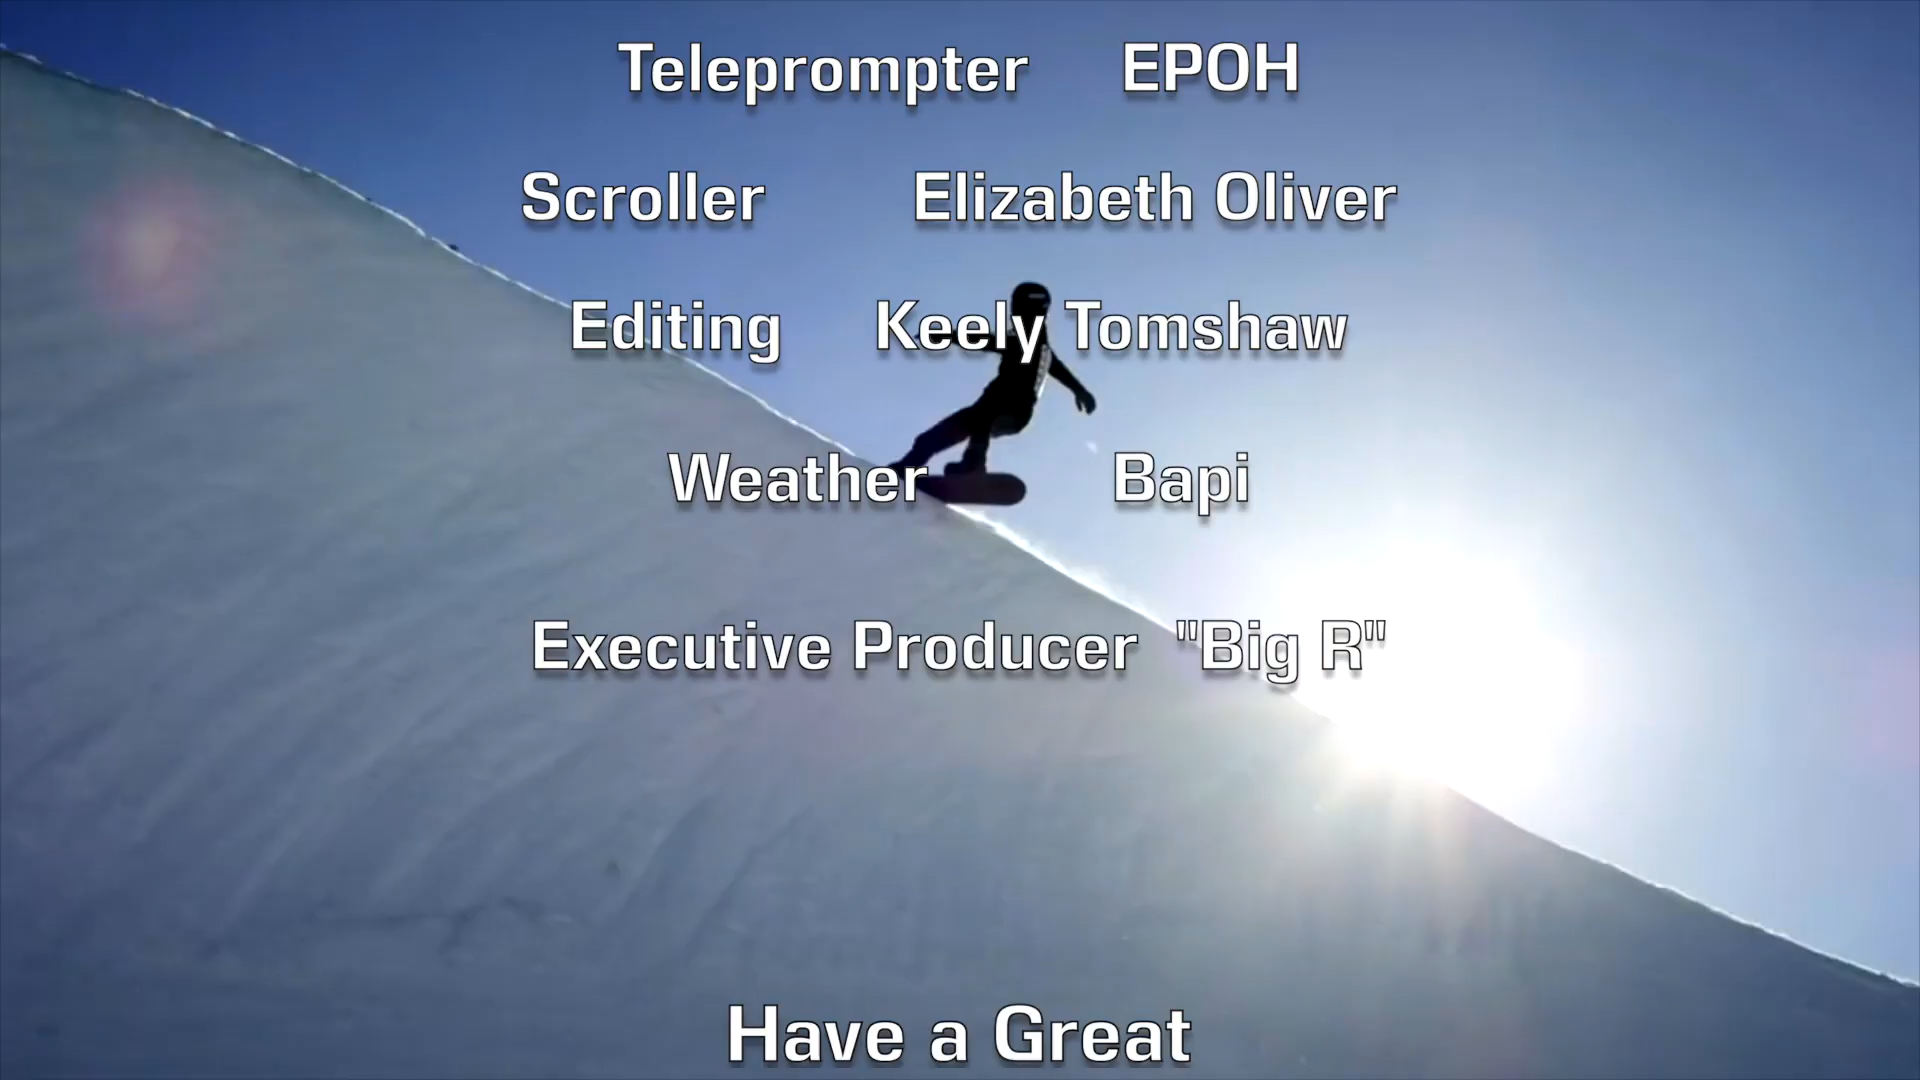 Teleprompter EPOH
Scroller Elizabeth Oliver
Editing Keely Tomshaw
Weather Bapi
Executive Producer "Big R"
Have a Great